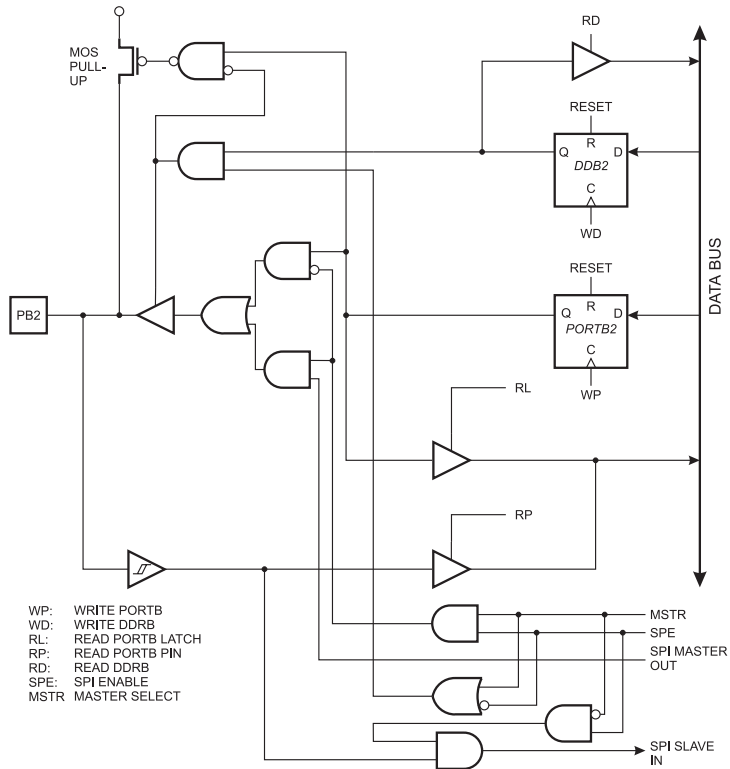 RD
MOS
PULL-
UP
RESET
R
Q
D
DDB2
C
WD
DATA BUS
RESET
R
Q
D
PB2
PORTB2
C
WP
RL
RP
WP: WRITE PORTB
WD: WRITE DDRB
RL: READ PORTB LATCH
RP: READ PORTB PIN
RD: READ DDRB
SPE: SPI ENABLE
MSTR MASTER SELECT
MSTR
SPE
SPI MASTER
OUT
SPI SLAVE
IN